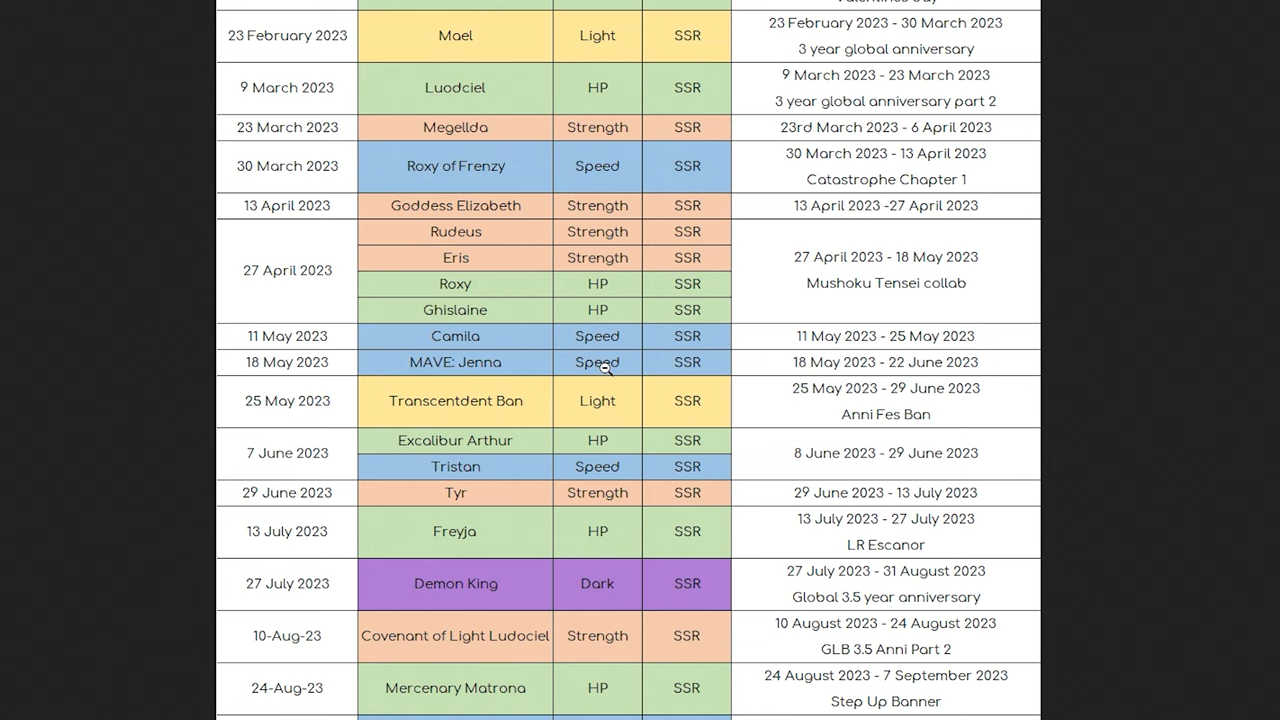 Valentines Day
23 February 2023 Mael Light SSR 23 February 2023 - 30 March 2023
3 year global anniversary
9 March 2023 Luodciel HP SSR 9 March 2023 - 23 March 2023
3 year global anniversary part 2
23 March 2023 Megellda Strength SSR 23rd March 2023 - 6 April 2023
30 March 2023 Roxy of Frenzy Speed SSR 30 March 2023 - 13 April 2023
Catastrophe Chapter 1
13 April 2023 Goddess Elizabeth Strength SSR 13 April 2023 -27 April 2023
27 April 2023 Rudeus Strength SSR 27 April 2023 - 18 May 2023
Eris Strength SSR Mushoku Tensei collab
Roxy HP SSR
Ghislaine HP SSR
11 May 2023 Camila Speed SSR 11 May 2023 - 25 May 2023
18 May 2023 MAVE: Jenna Speed SSR 18 May 2023 - 22 June 2023
25 May 2023 Transcentdent Ban Light SSR 25 May 2023 - 29 June 2023
Anni Fes Ban
7 June 2023 Excalibur Arthur HP SSR 8 June 2023 - 29 June 2023
Tristan Speed SSR
29 June 2023 Tyr Strength SSR 29 June 2023 - 13 July 2023
13 July 2023 Freyja HP SSR 13 July 2023 - 27 July 2023
LR Escanor
27 July 2023 Demon King Dark SSR 27 July 2023 - 31 August 2023
Global 3.5 year anniversary
10-Aug-23 Covenant of Light Ludociel Strength SSR 10 August 2023 - 24 August 2023
GLB 3.5 Anni Part 2
24-Aug-23 Mercenary Matrona HP SSR 24 August 2023 - 7 September 2023
Step Up Banner